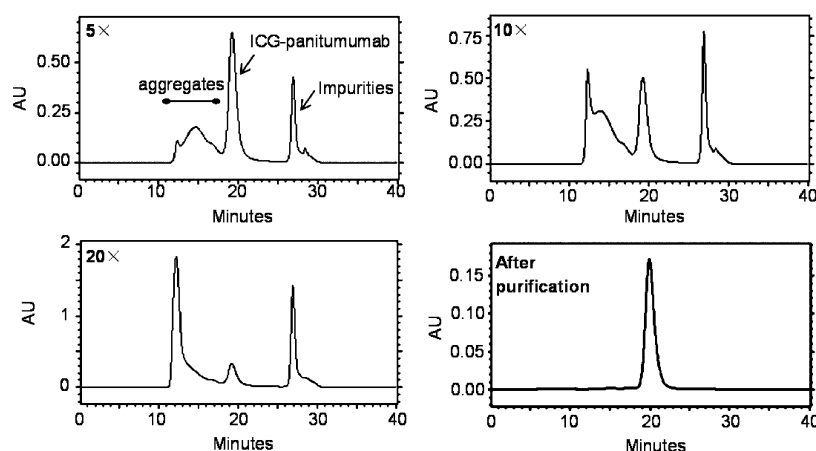 5×
ICG-panitumumab
aggregates
Impurities
AU
0.50
0.25
0.00
0 10 20 30 40
Minutes
10×
AU
0.75
0.50
0.25
0.00
0 10 20 30 40
Minutes
20×
AU
2
1
0
0 10 20 30 40
Minutes
After
purification
AU
0.15
0.10
0.05
0.00
0 10 20 30 40
Minutes